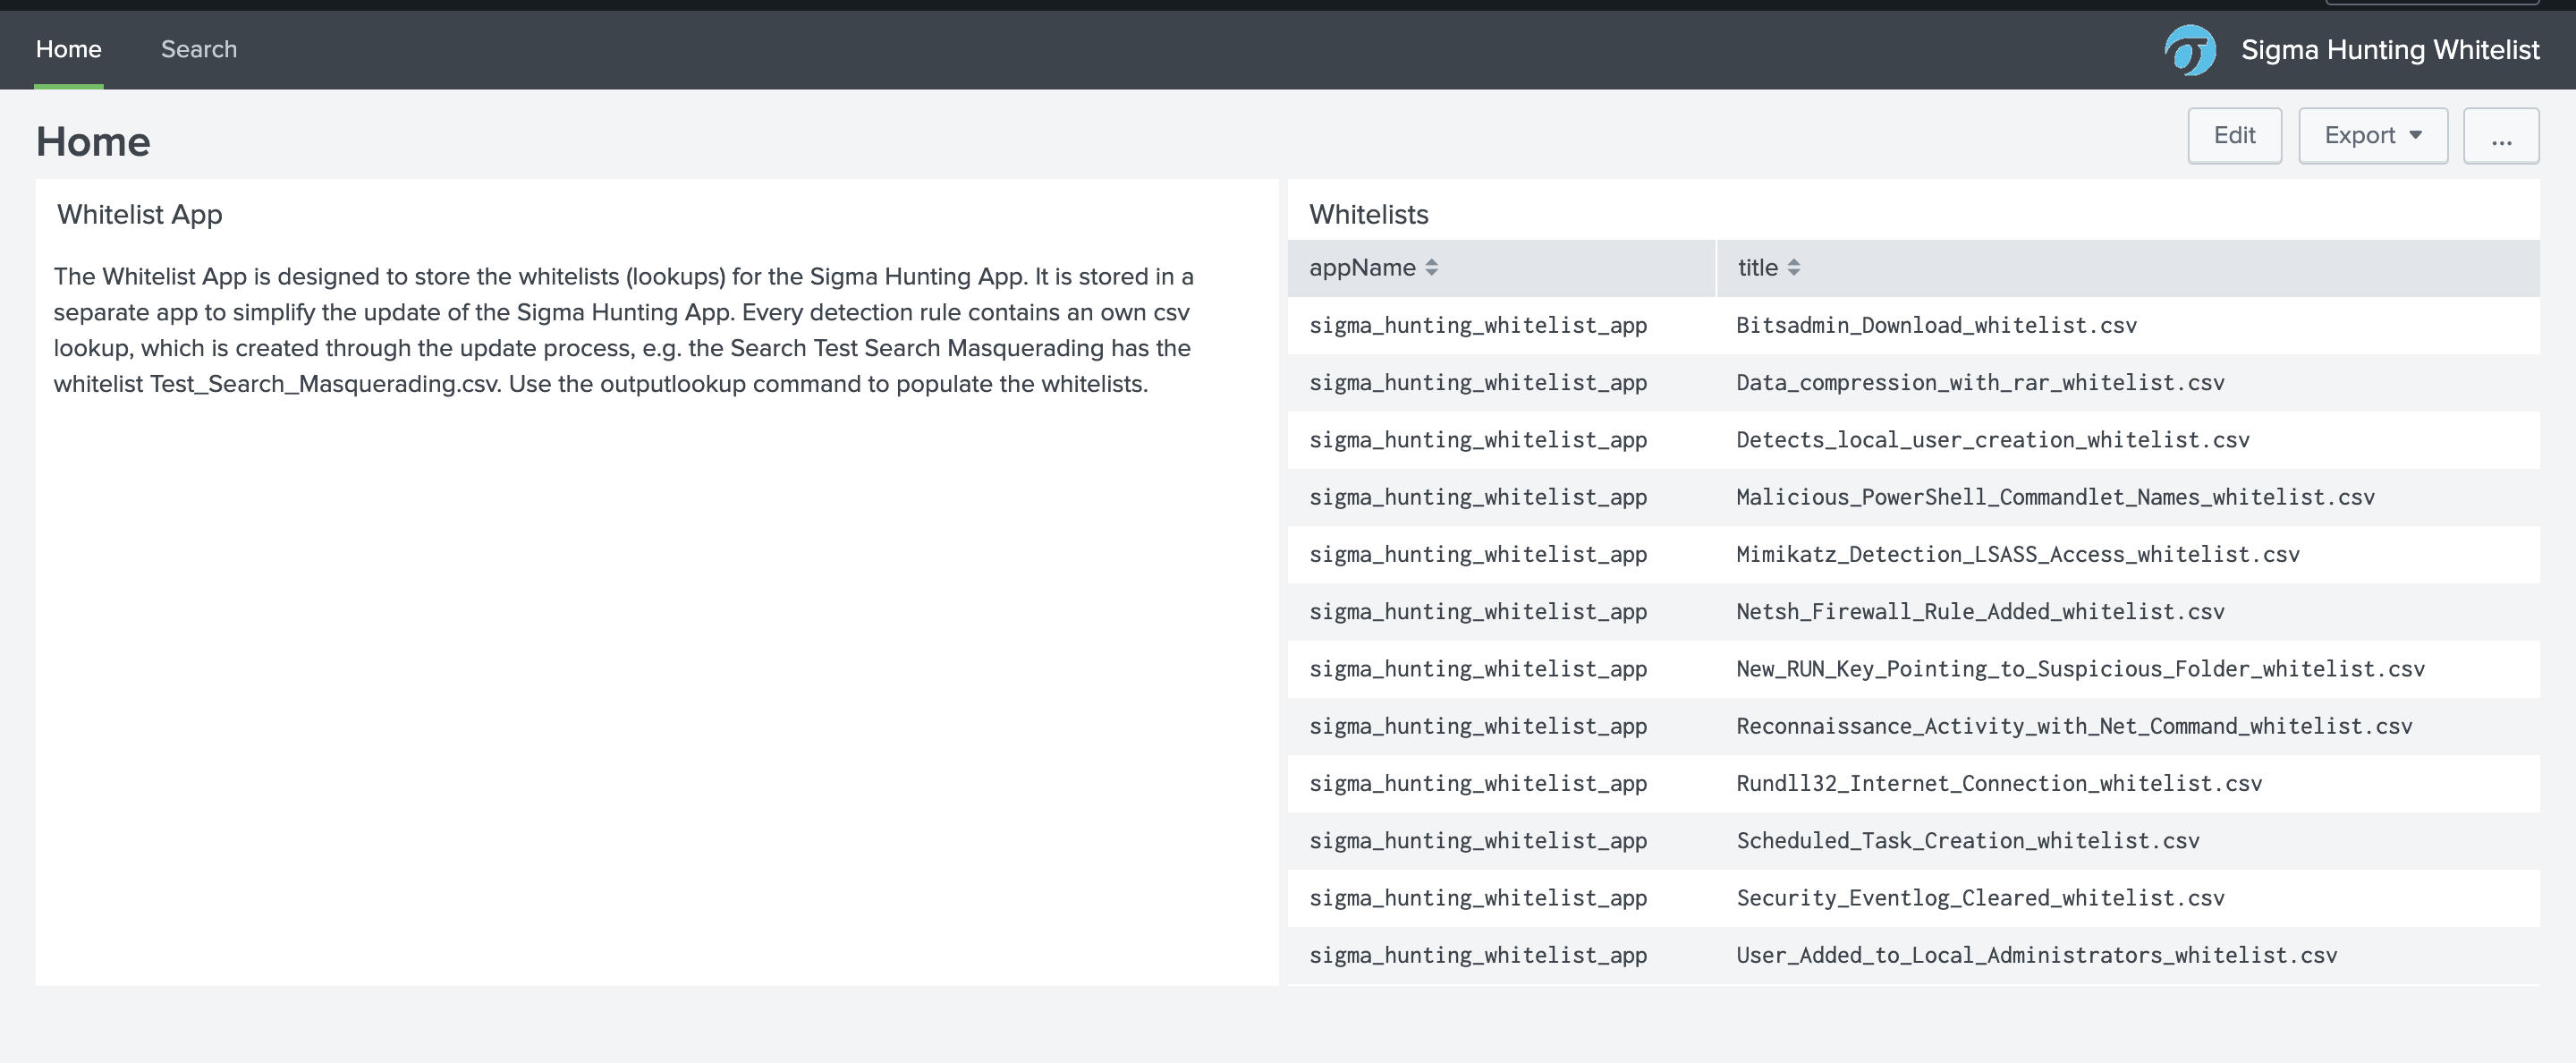 Home Search Sigma Hunting Whitelist
Home Edit Export ...
Whitelist App
The Whitelist App is designed to store the whitelists (lookups) for the Sigma Hunting App. It is stored in a
separate app to simplify the update of the Sigma Hunting App. Every detection rule contains an own csv
lookup, which is created through the update process, e.g. the Search Test Search Masquerading has the
whitelist Test_Search_Masquerading.csv. Use the outputlookup command to populate the whitelists.
Whitelists
appName title
sigma_hunting_whitelist_app Bitsadmin_Download_whitelist.csv
sigma_hunting_whitelist_app Data_compression_with_rar_whitelist.csv
sigma_hunting_whitelist_app Detects_local_user_creation_whitelist.csv
sigma_hunting_whitelist_app Malicious_PowerShell_Commandlet_Names_whitelist.csv
sigma_hunting_whitelist_app Mimikatz_Detection_LSASS_Access_whitelist.csv
sigma_hunting_whitelist_app Netsh_Firewall_Rule_Added_whitelist.csv
sigma_hunting_whitelist_app New_RUN_Key_Pointing_to_Suspicious_Folder_whitelist.csv
sigma_hunting_whitelist_app Reconnaissance_Activity_with_Net_Command_whitelist.csv
sigma_hunting_whitelist_app Rundll32_Internet_Connection_whitelist.csv
sigma_hunting_whitelist_app Scheduled_Task_Creation_whitelist.csv
sigma_hunting_whitelist_app Security_Eventlog_Cleared_whitelist.csv
sigma_hunting_whitelist_app User_Added_to_Local_Administrators_whitelist.csv